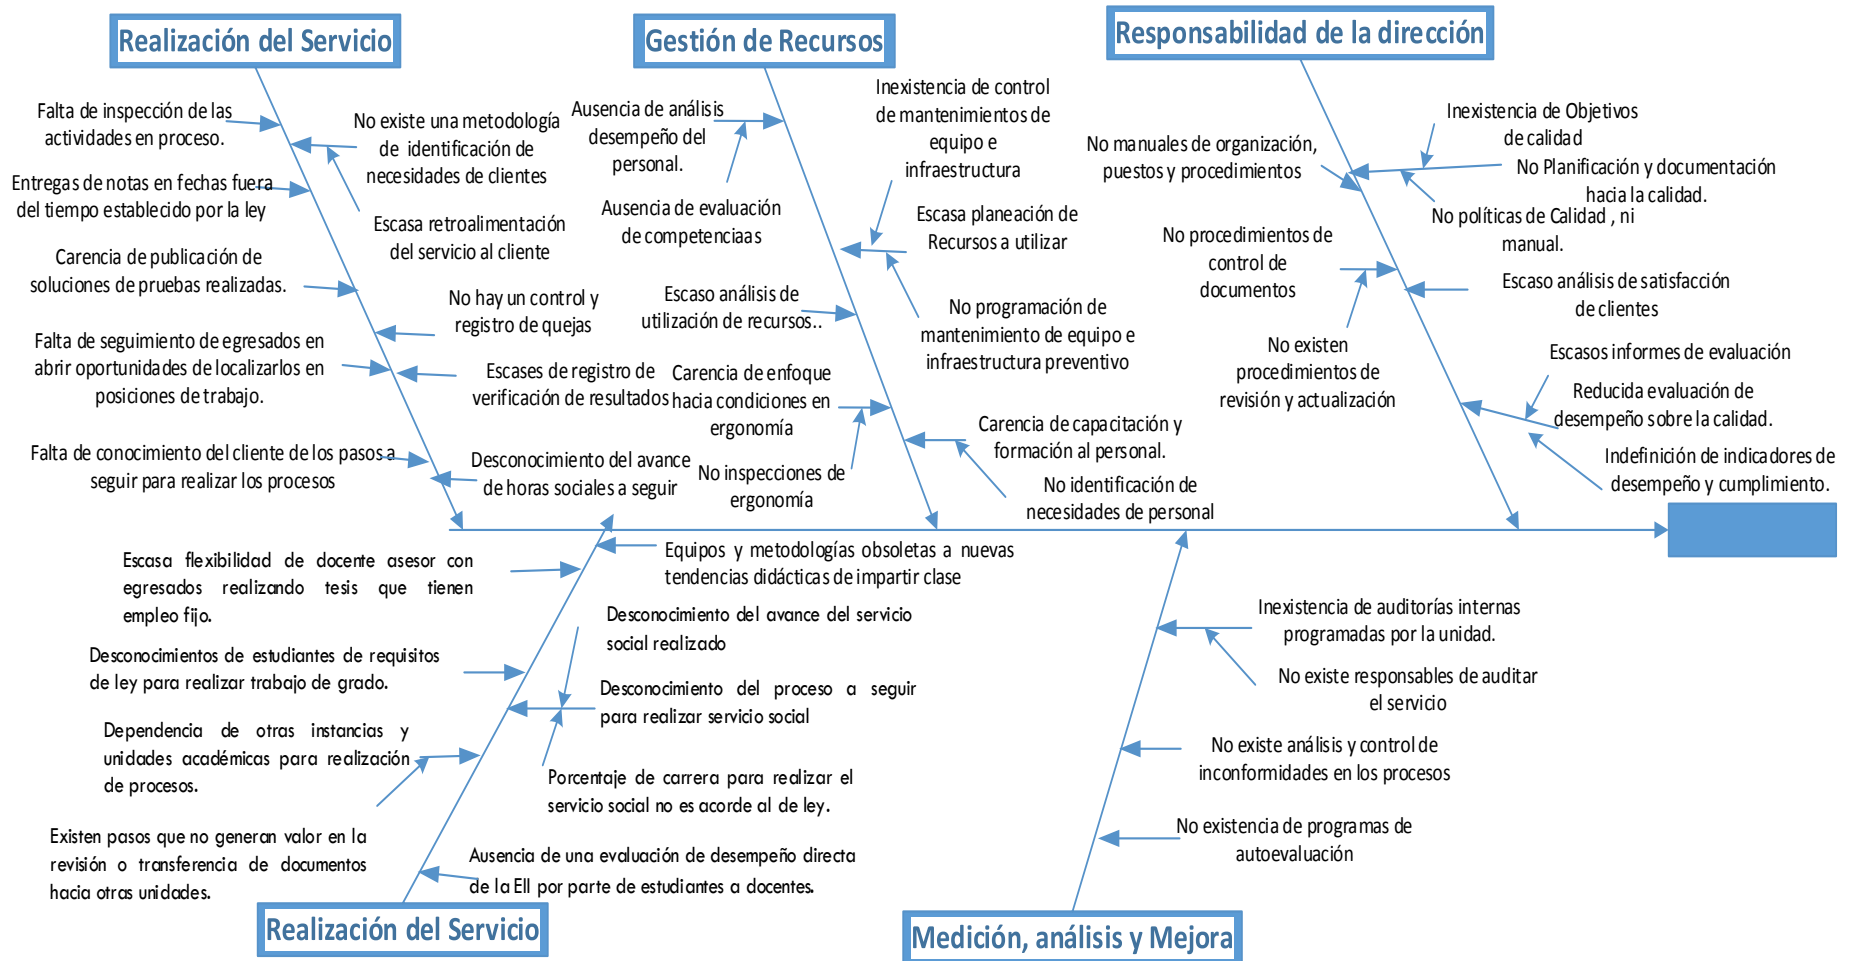 Realización del Servicio
Falta de inspección de las
actividades en proceso.
No existe una metodología
de identificación de
necesidades de clientes
Entregas de notas en fechas fuera
del tiempo establecido por la ley
Escasa retroalimentación
del servicio al cliente
Carencia de publicación de
soluciones de pruebas realizadas.
No hay un control y
registro de quejas
Falta de seguimiento de egresados en
abrir oportunidades de localizarlos en
posiciones de trabajo.
Escases de registro de
verificación de resultados
Falta de conocimiento del cliente de los pasos a
seguir para realizar los procesos
Desconocimiento del avance
de horas sociales a seguir
Gestión de Recursos
Ausencia de análisis
desempeño del
personal.
Inexistencia de control
de mantenimientos de
equipo e
infraestructura
Ausencia de evaluación
de competenciaas
Escasa planeación de
Recursos a utilizar
Escaso análisis de
utilización de recursos..
No programación de
mantenimiento de equipo e
infraestructura preventivo
Carencia de enfoque
hacia condiciones en
ergonomía
No inspecciones de
ergonomía
Carencia de capacitación y
formación al personal.
No identificación de
necesidades de personal
Responsabilidad de la dirección
Inexistencia de Objetivos
de calidad
No manuales de organización,
puestos y procedimientos
No Planificación y documentación
hacia la calidad.
No políticas de Calidad , ni
manual.
No procedimientos de
control de
documentos
Escaso análisis de satisfacción
de clientes
No existen
procedimientos de
revisión y actualización
Escasos informes de evaluación
Reducida evaluación de
desempeño sobre la calidad.
Indefinición de indicadores de
desempeño y cumplimiento.
Escasa flexibilidad de docente asesor con
egresados realizando tesis que tienen
empleo fijo.
Equipos y metodologías obsoletas a nuevas
tendencias didácticas de impartir clase
Desconocimiento del avance del servicio
social realizado
Desconocimientos de estudiantes de requisitos
de ley para realizar trabajo de grado.
Desconocimiento del proceso a seguir
para realizar servicio social
Dependencia de otras instancias y
unidades académicas para realización
de procesos.
Porcentaje de carrera para realizar el
servicio social no es acorde al de ley.
Existen pasos que no generan valor en la
revisión o transferencia de documentos
hacia otras unidades.
Ausencia de una evaluación de desempeño directa
de la EII por parte de estudiantes a docentes.
Realización del Servicio
Inexistencia de auditorías internas
programadas por la unidad.
No existe responsables de auditar
el servicio
No existe análisis y control de
inconformidades en los procesos
No existencia de programas de
autoevaluación
Medición, análisis y Mejora